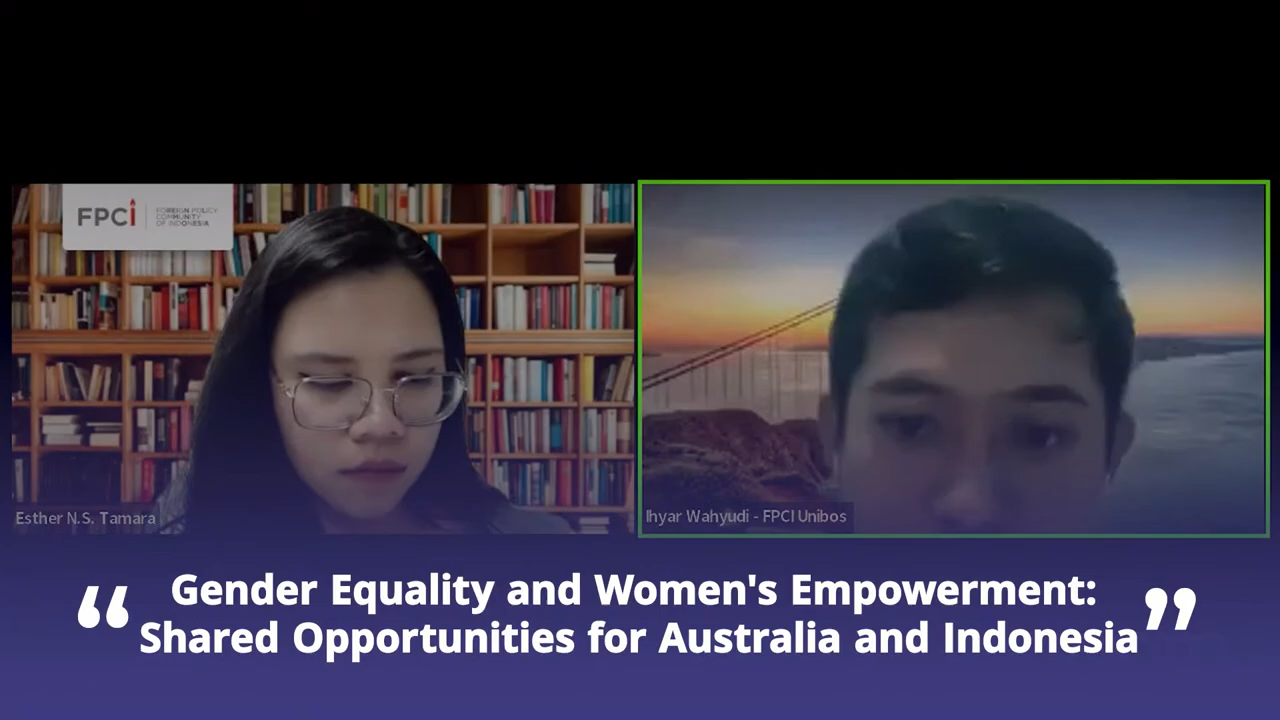 FPCI
FOREIGN POLICY
COMMUNITY
OF INDONESIA
Esther N.S. Tamara
Ihyar Wahyudi - FPCI Unibos
“ Gender Equality and Women's Empowerment:
Shared Opportunities for Australia and Indonesia ”